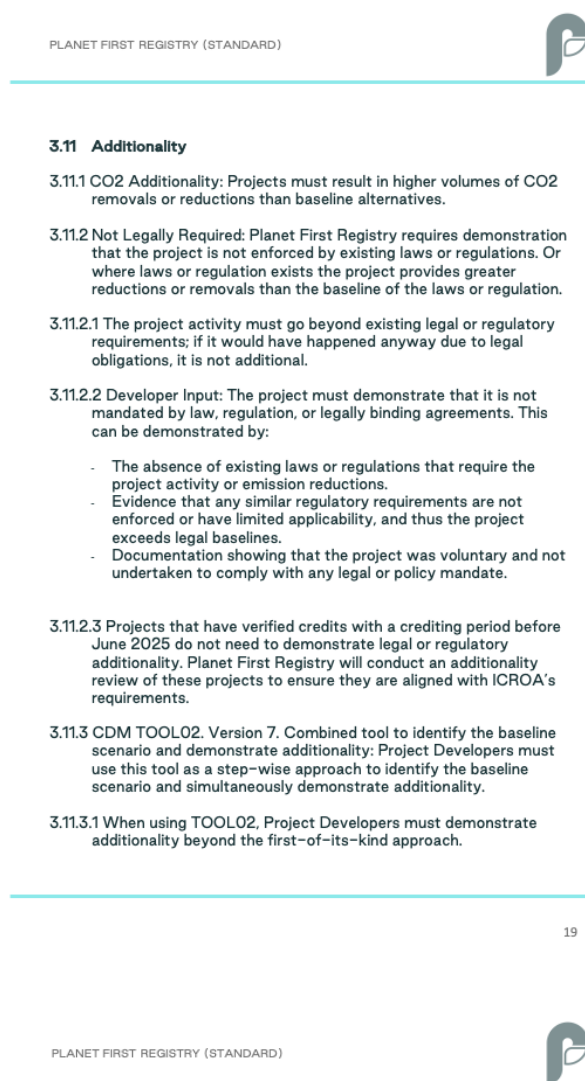 PLANET FIRST REGISTRY (STANDARD)
3.11 Additionality
3.11.1 CO2 Additionality: Projects must result in higher volumes of CO2
removals or reductions than baseline alternatives.
3.11.2 Not Legally Required: Planet First Registry requires demonstration
that the project is not enforced by existing laws or regulations. Or
where laws or regulation exists the project provides greater
reductions or removals than the baseline of the laws or regulation.
3.11.2.1 The project activity must go beyond existing legal or regulatory
requirements; if it would have happened anyway due to legal
obligations, it is not additional.
3.11.2.2 Developer Input: The project must demonstrate that it is not
mandated by law, regulation, or legally binding agreements. This
can be demonstrated by:
- The absence of existing laws or regulations that require the
project activity or emission reductions.
- Evidence that any similar regulatory requirements are not
enforced or have limited applicability, and thus the project
exceeds legal baselines.
- Documentation showing that the project was voluntary and not
undertaken to comply with any legal or policy mandate.
3.11.2.3 Projects that have verified credits with a crediting period before
June 2025 do not need to demonstrate legal or regulatory
additionality. Planet First Registry will conduct an additionality
review of these projects to ensure they are aligned with ICROA's
requirements.
3.11.3 CDM TOOL02. Version 7. Combined tool to identify the baseline
scenario and demonstrate additionality: Project Developers must
use this tool as a step-wise approach to identify the baseline
scenario and simultaneously demonstrate additionality.
3.11.3.1 When using TOOL02, Project Developers must demonstrate
additionality beyond the first-of-its-kind approach.
19
PLANET FIRST REGISTRY (STANDARD)